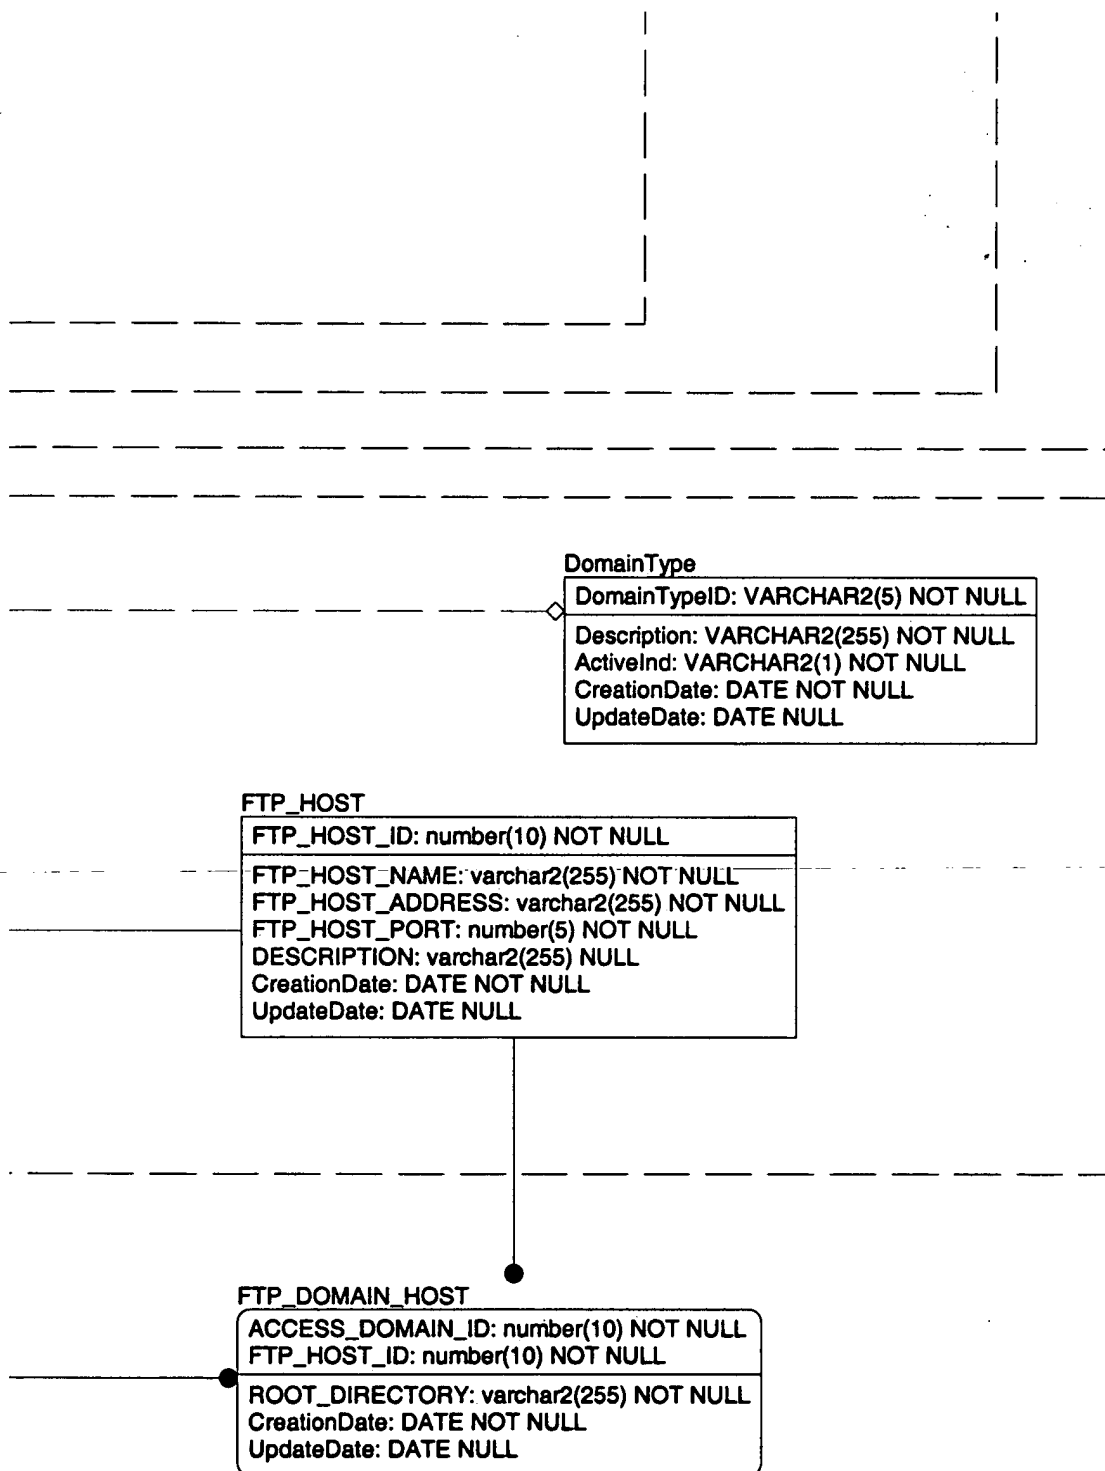 DomainType
DomainTypeID: VARCHAR2(5) NOT NULL
Description: VARCHAR2(255) NOT NULL
ActiveInd: VARCHAR2(1) NOT NULL
CreationDate: DATE NOT NULL
UpdateDate: DATE NULL
FTP_HOST
FTP_HOST_ID: number(10) NOT NULL
FTP_HOST_NAME: varchar2(255) NOT NULL
FTP_HOST_ADDRESS: varchar2(255) NOT NULL
FTP_HOST_PORT: number(5) NOT NULL
DESCRIPTION: varchar2(255) NULL
CreationDate: DATE NOT NULL
UpdateDate: DATE NULL
FTP_DOMAIN_HOST
ACCESS_DOMAIN_ID: number(10) NOT NULL
FTP_HOST_ID: number(10) NOT NULL
ROOT_DIRECTORY: varchar2(255) NOT NULL
CreationDate: DATE NOT NULL
UpdateDate: DATE NULL